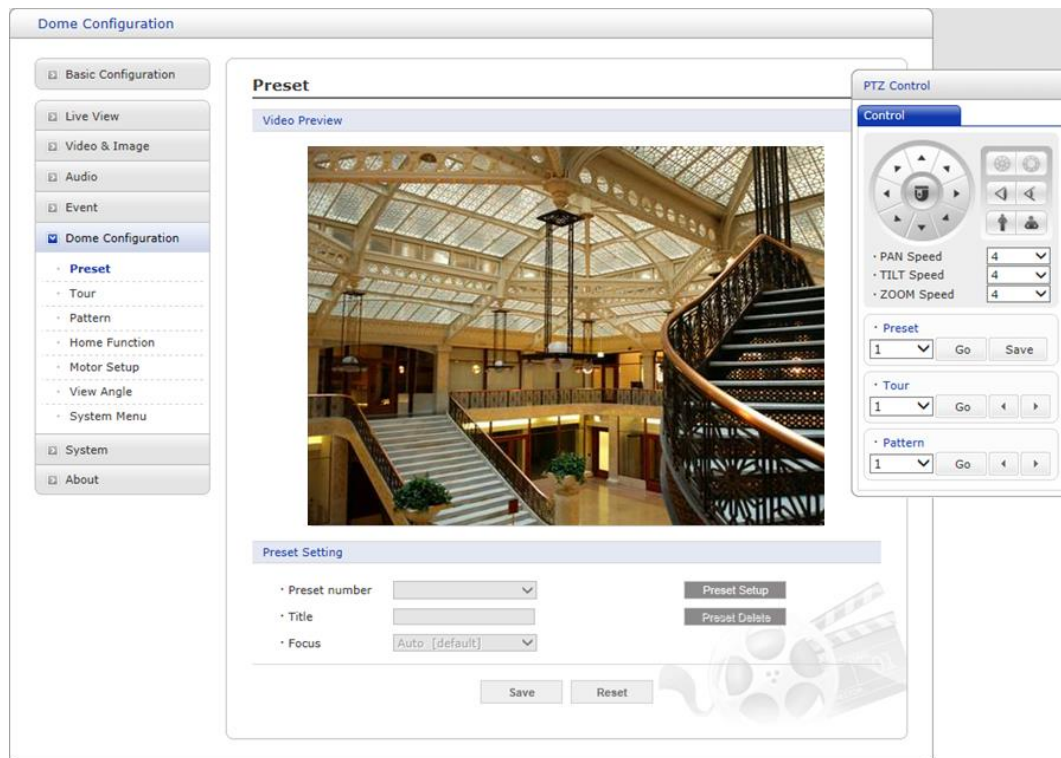 Dome Configuration
Basic Configuration
Live View
Video & Image
Audio
Event
Dome Configuration
· Preset
· Tour
· Pattern
· Home Function
· Motor Setup
· View Angle
· System Menu
System
About
Preset
Video Preview
Preset Setting
· Preset number
Preset Setup
· Title
Preset Delete
· Focus Auto [default]
Save Reset
PTZ Control
Control
· PAN Speed 4
· TILT Speed 4
· ZOOM Speed 4
· Preset
1 Go Save
· Tour
1 Go
· Pattern
1 Go